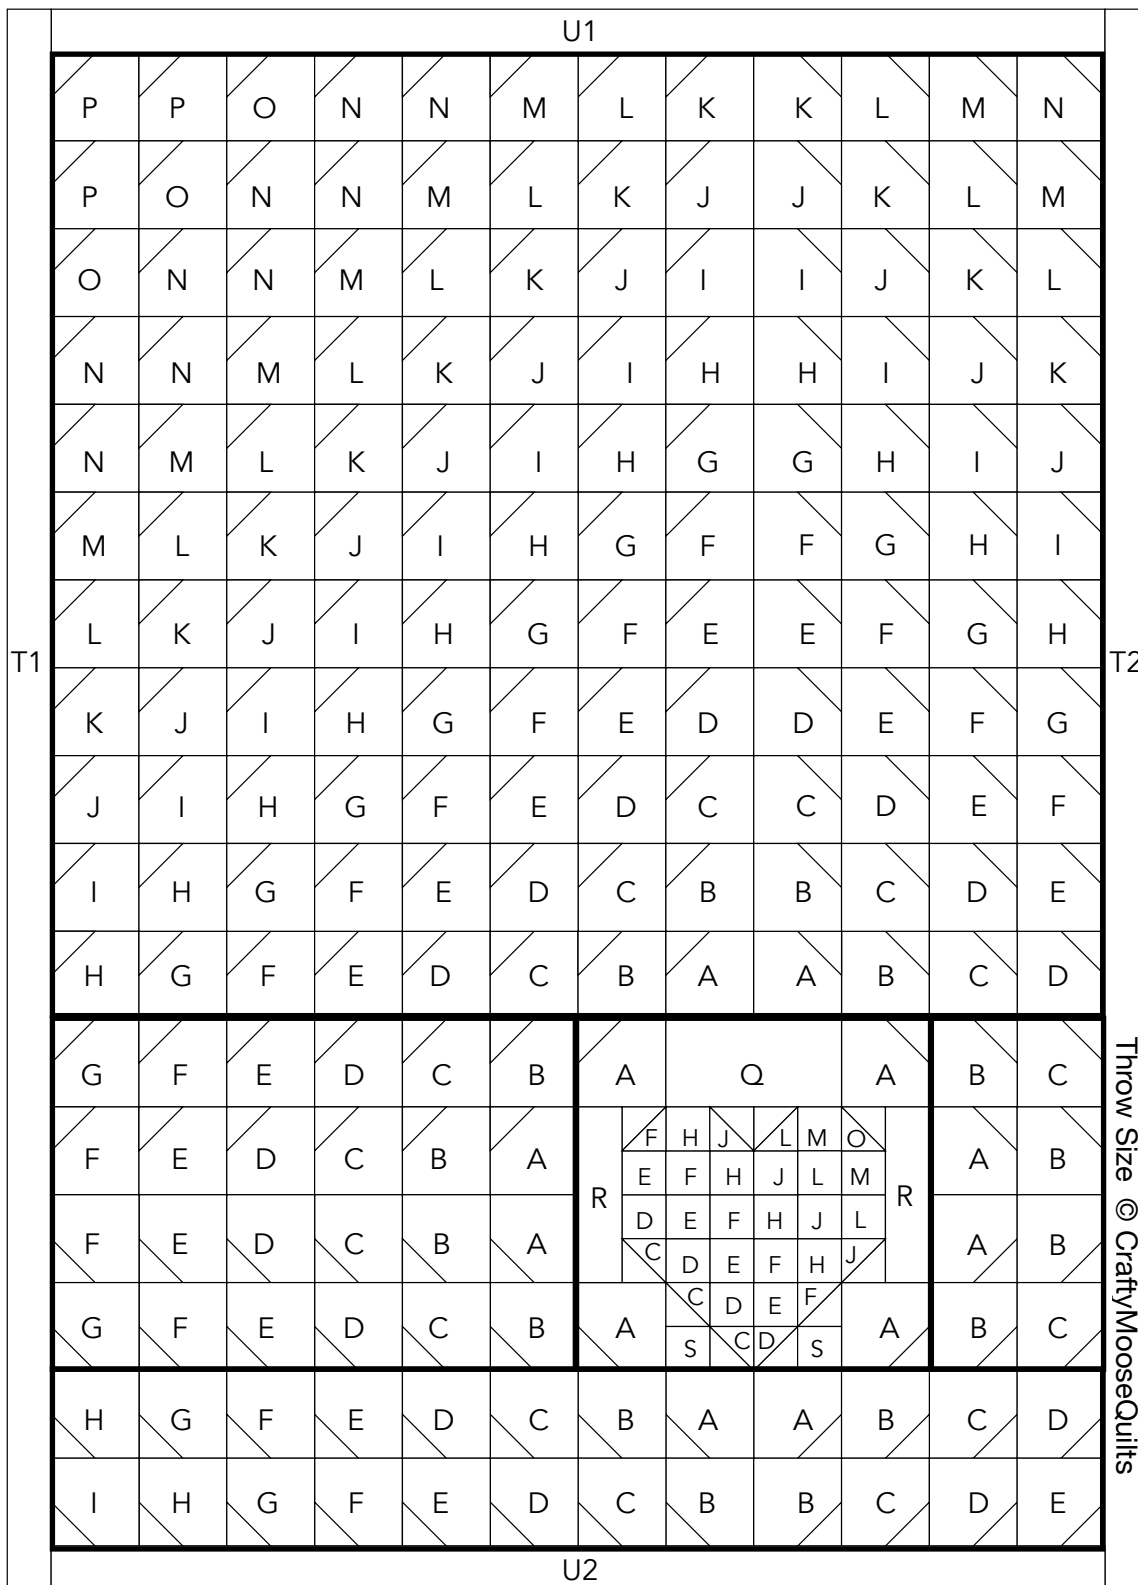 U1
P P O N N M L K K L M N
P O N N M L K J J K L M
O N N M L K J I I J K L
N N M L K J I H H I J K
N M L K J I H G G H I J
M L K J I H G F F G H I
L K J I H G F E E F G H
T1 T2
K J I H G F E D D E F G
J I H G F E D C C D E F
I H G F E D C B B C D E
H G F E D C B A A B C D
G F E D C B A Q A B C
F E D C B A F H J L M O A B
E F H J L M
R R
F E D C B A D E F H J L A B
C D E F H J
G F E D C B A C D E F A B C
S C D S
H G F E D C B A A B C D
I H G F E D C B B C D E
U2
Throw Size © CraftyMooseQuilts